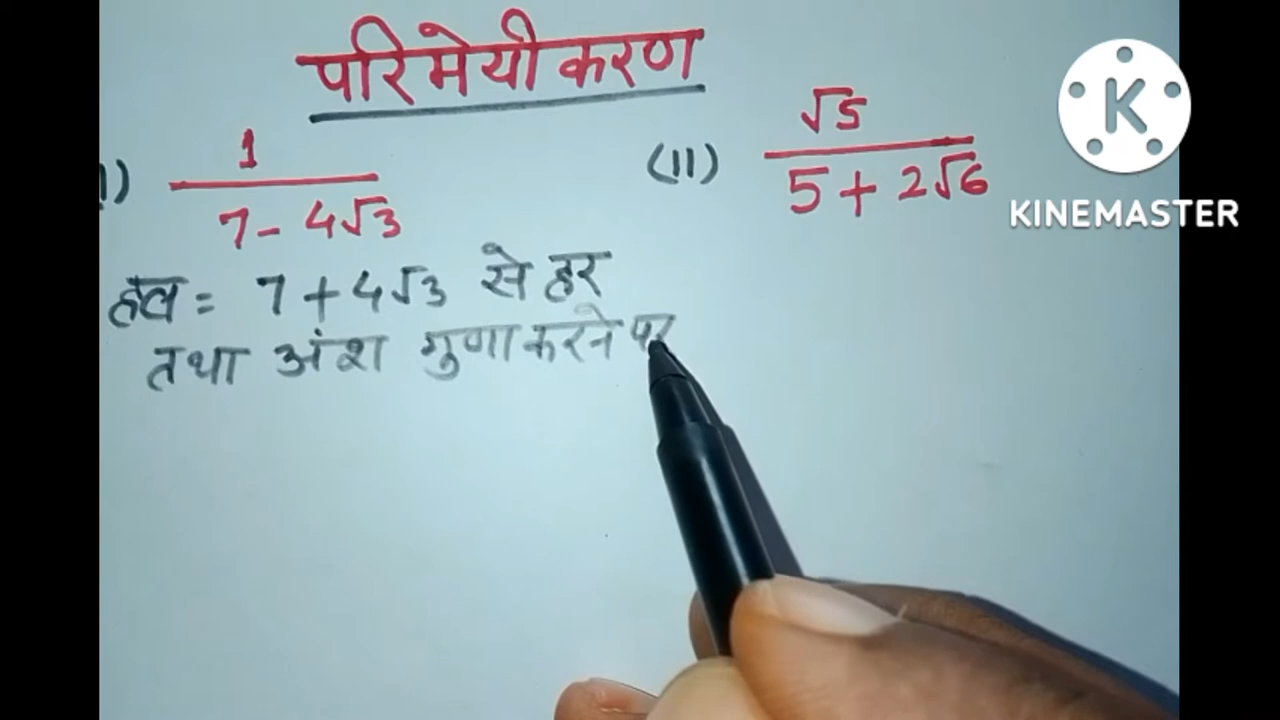 परिमेयीकरण
I) 1 / 7 - 4√3
(II) √5 / 5 + 2√6
हल = 7 + 4√3 से हर
तथा अंश गुणा करने पर
K
KINEMASTER